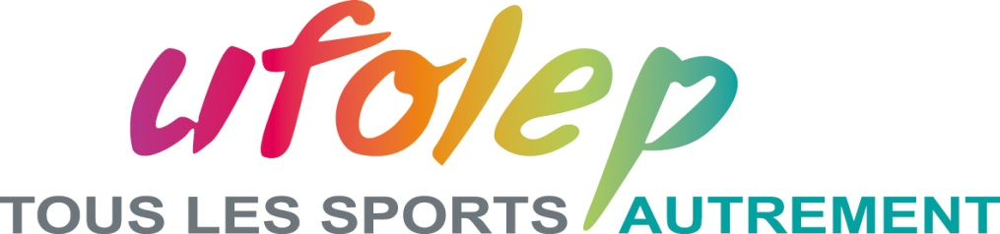 ufolep
TOUS LES SPORTS AUTREMENT